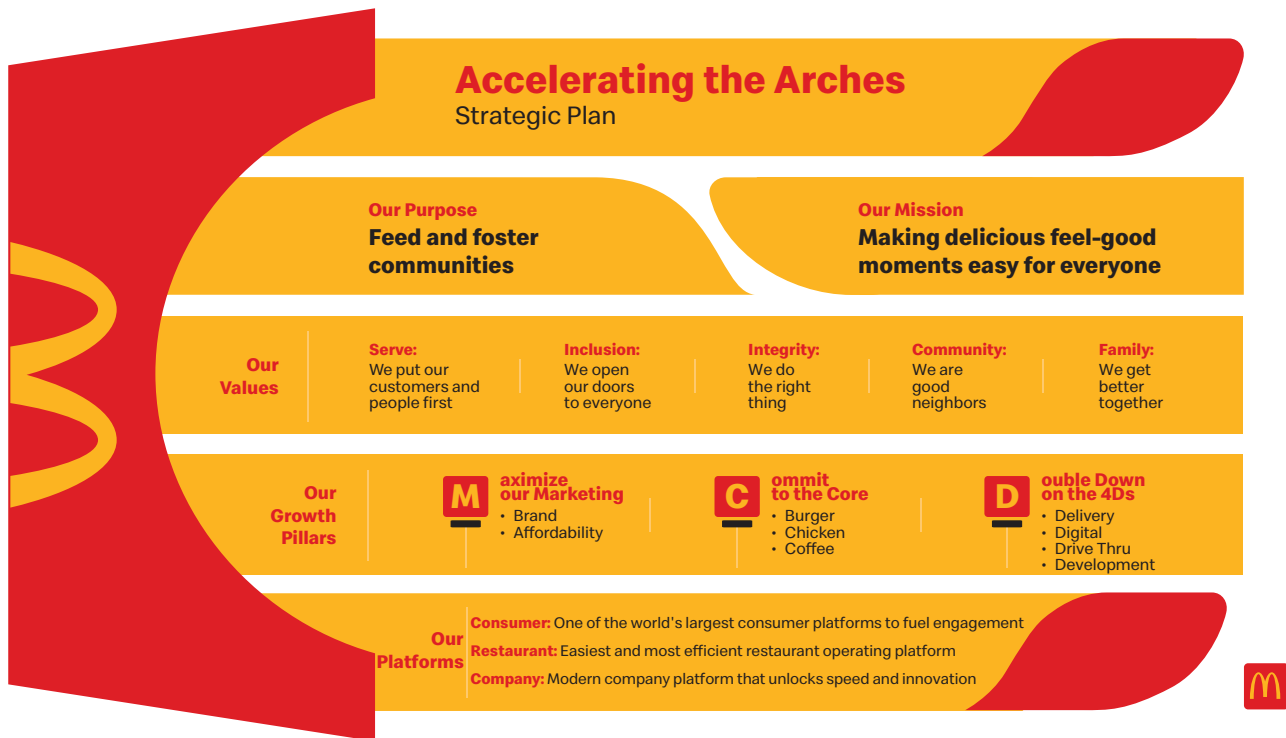 Accelerating the Arches
Strategic Plan
Our Purpose
Feed and foster
communities
Our Mission
Making delicious feel-good
moments easy for everyone
Our
Values
Serve:
We put our
customers and
people first
Inclusion:
We open
our doors
to everyone
Integrity:
We do
the right
thing
Community:
We are
good
neighbors
Family:
We get
better
together
Our
Growth
Pillars
Maximize
our Marketing
• Brand
• Affordability
Commit
to the Core
• Burger
• Chicken
• Coffee
Double Down
on the 4Ds
• Delivery
• Digital
• Drive Thru
• Development
Our
Platforms
Consumer: One of the world's largest consumer platforms to fuel engagement
Restaurant: Easiest and most efficient restaurant operating platform
Company: Modern company platform that unlocks speed and innovation